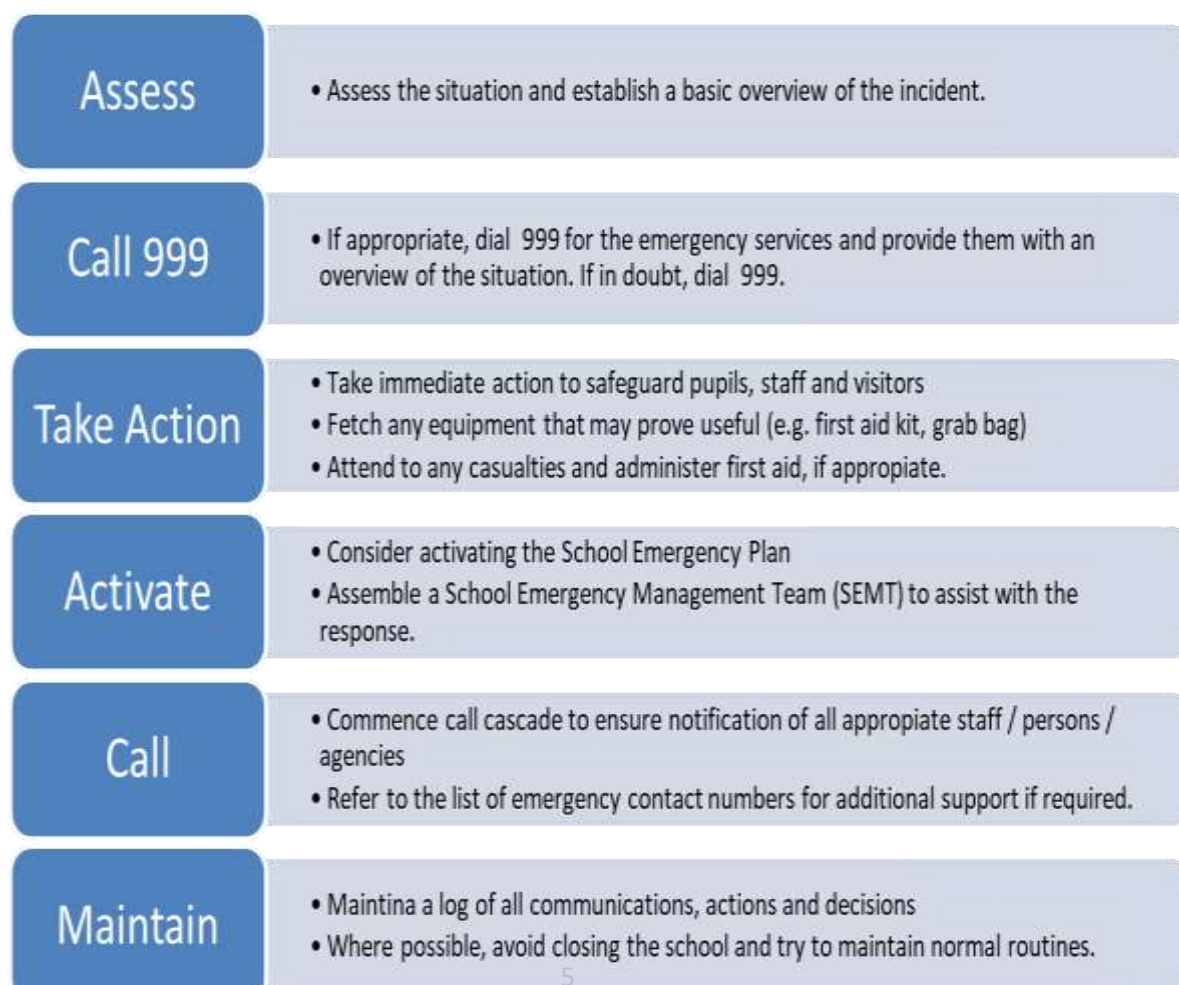 Assess
• Assess the situation and establish a basic overview of the incident.
Call 999
• If appropriate, dial 999 for the emergency services and provide them with an
overview of the situation. If in doubt, dial 999.
Take Action
• Take immediate action to safeguard pupils, staff and visitors
• Fetch any equipment that may prove useful (e.g. first aid kit, grab bag)
• Attend to any casualties and administer first aid, if appropiate.
Activate
• Consider activating the School Emergency Plan
• Assemble a School Emergency Management Team (SEMT) to assist with the
response.
Call
• Commence call cascade to ensure notification of all appropiate staff / persons /
agencies
• Refer to the list of emergency contact numbers for additional support if required.
Maintain
• Maintina a log of all communications, actions and decisions
• Where possible, avoid closing the school and try to maintain normal routines.
5